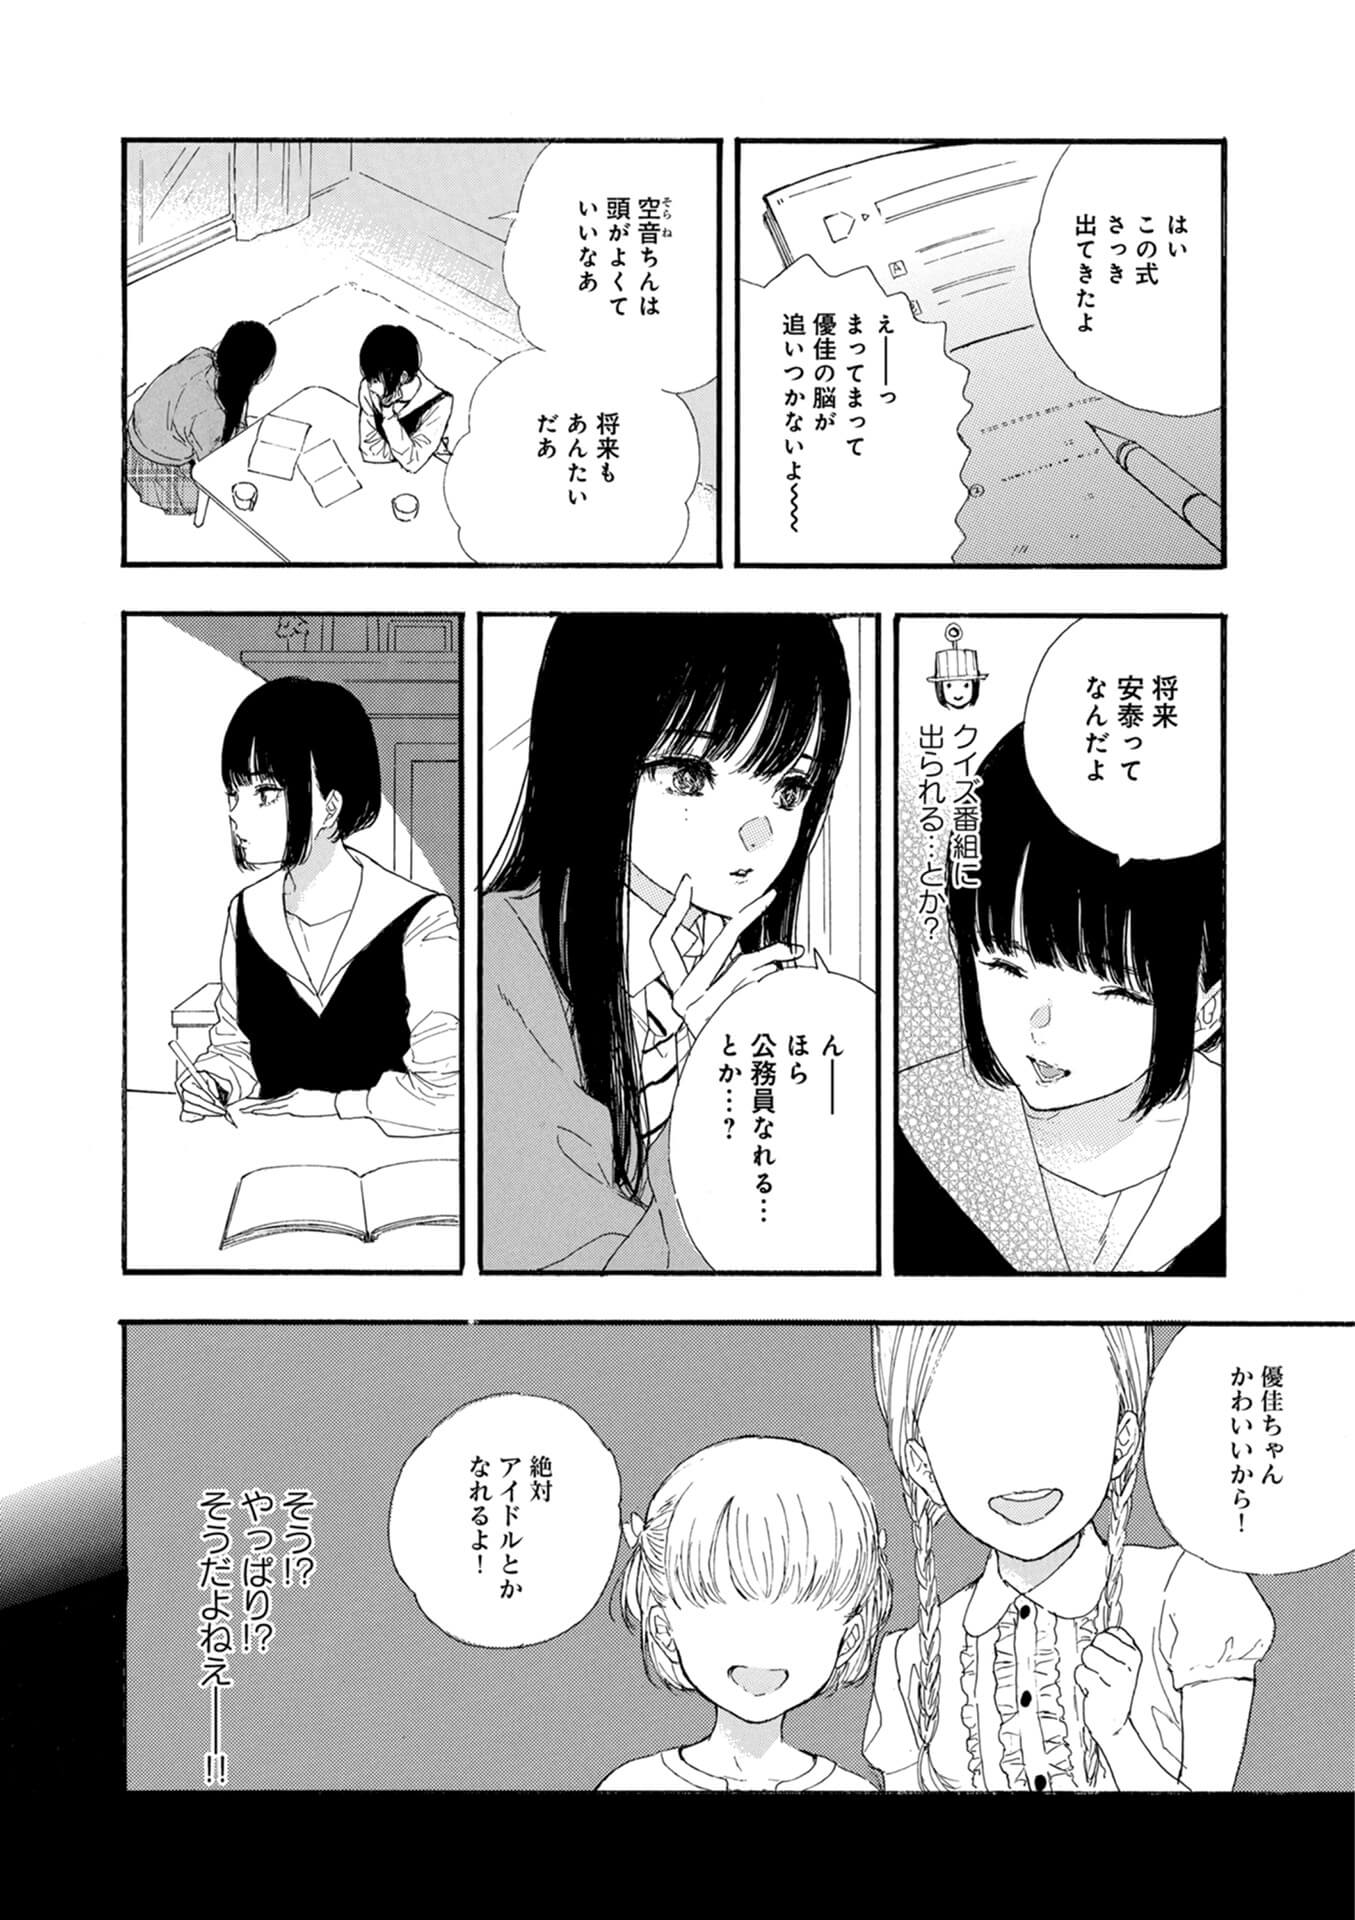 はい
この式
さっき
出てきたよ
えーーっ
まってまって
優佳の脳が
追いつかないよ〜〜〜
A
B
空音ちんは
そらね
頭がよくて
いいなあ
将来も
あんたい
だあ
将来
安泰って
なんだよ
クイズ番組に
出られる…とか?
んーー
ほら
公務員なれる…
とか…?
優佳ちゃん
かわいいから!
絶対
アイドルとか
なれるよ!
そう!?
やっぱり!?
そうだよねえーー!!